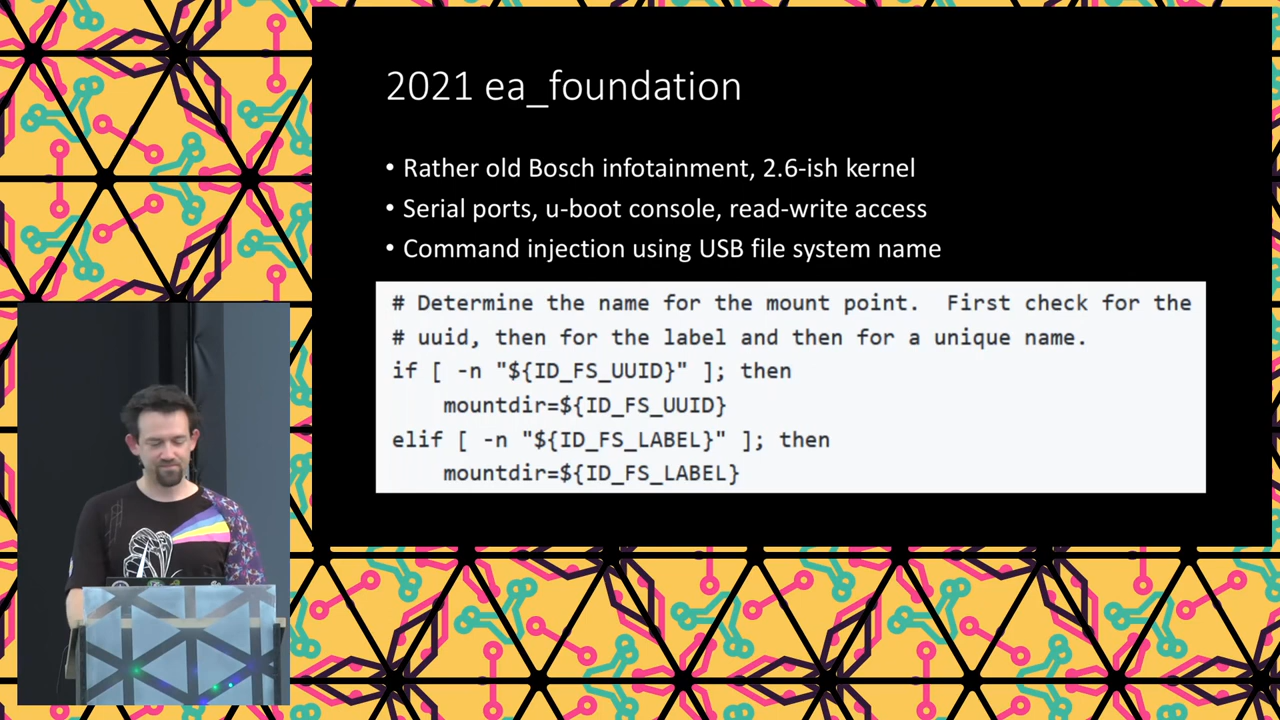 2021 ea_foundation
• Rather old Bosch infotainment, 2.6-ish kernel
• Serial ports, u-boot console, read-write access
• Command injection using USB file system name
# Determine the name for the mount point.  First check for the
# uuid, then for the label and then for a unique name.
if [ -n "${ID_FS_UUID}" ]; then
    mountdir=${ID_FS_UUID}
elif [ -n "${ID_FS_LABEL}" ]; then
    mountdir=${ID_FS_LABEL}